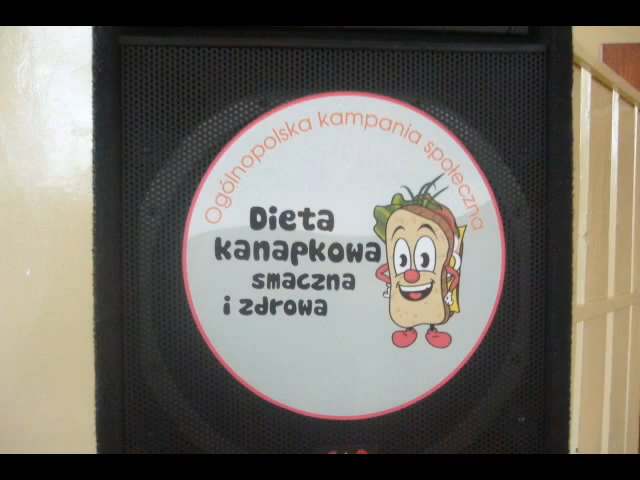 Ogólnopolska kampania społeczna
Dieta
kanapkowa
smaczna
i zdrowa